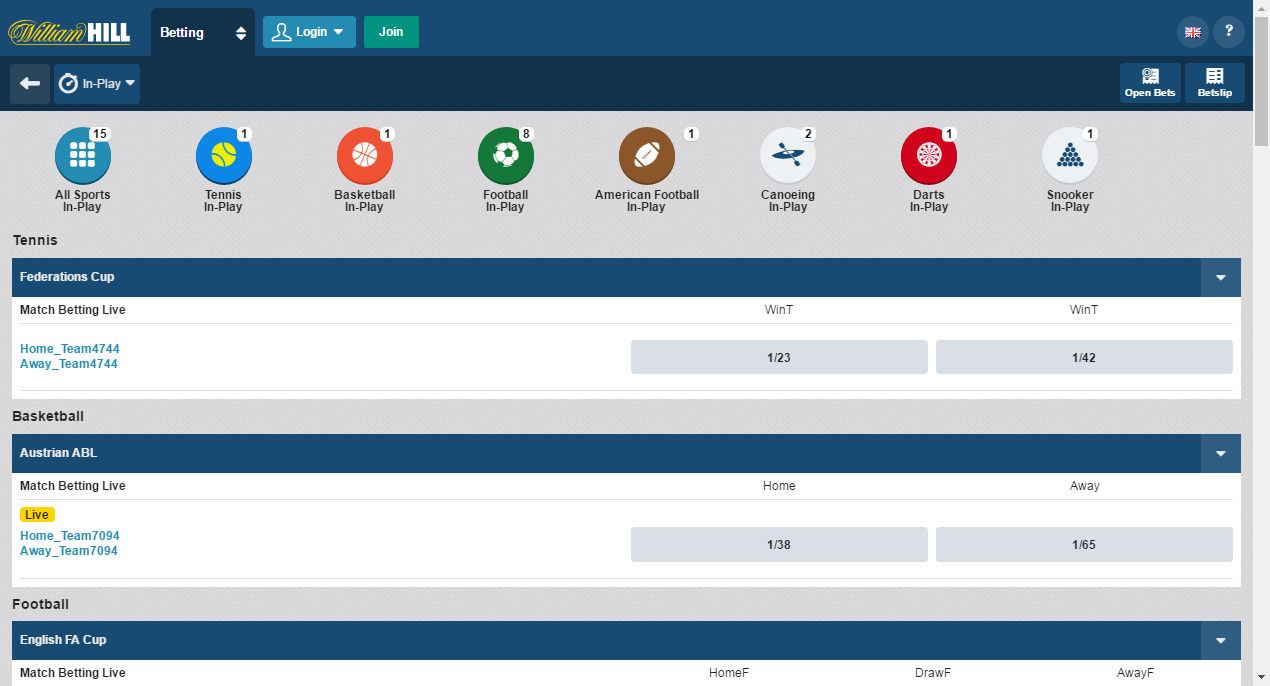 William HILL
Betting
Login
Join
?
In-Play
Open Bets
Betslip
15
1
1
8
1
2
1
1
All Sports
In-Play
Tennis
In-Play
Basketball
In-Play
Football
In-Play
American Football
In-Play
Canoeing
In-Play
Darts
In-Play
Snooker
In-Play
Tennis
Federations Cup
Match Betting Live WinT WinT
Home_Team4744
Away_Team4744
1/23 1/42
Basketball
Austrian ABL
Match Betting Live Home Away
Live
Home_Team7094
Away_Team7094
1/38 1/65
Football
English FA Cup
Match Betting Live HomeF DrawF AwayF